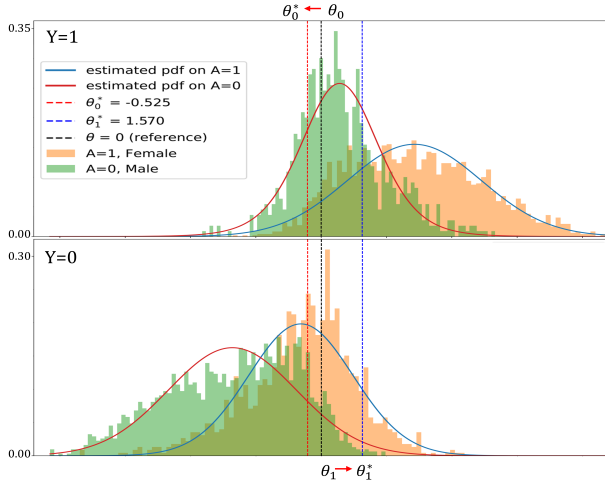 θ₀* ← θ₀
0.35
Y=1
estimated pdf on A=1
estimated pdf on A=0
θ₀* = -0.525
θ₁* = 1.570
θ = 0 (reference)
A=1, Female
A=0, Male
0.00
0.30
Y=0
0.00
θ₁ → θ₁*